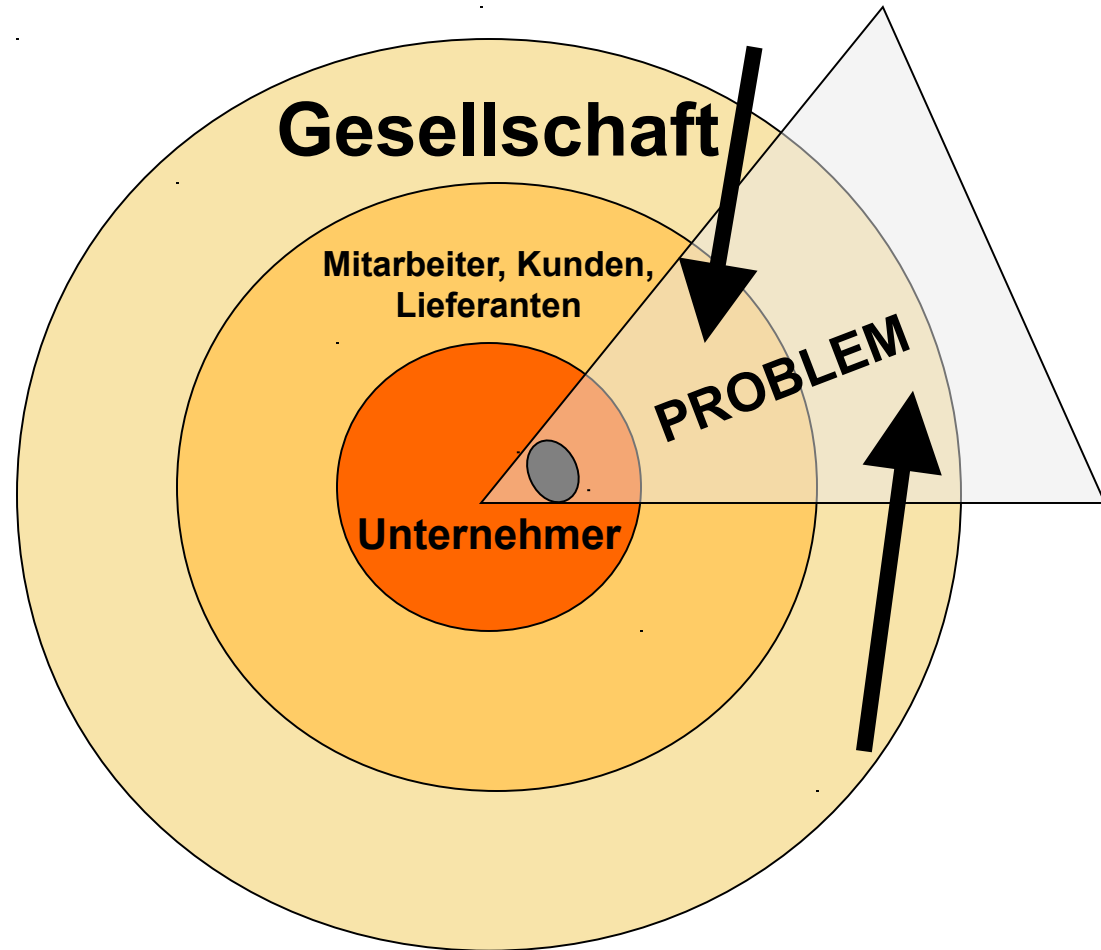 Gesellschaft
Mitarbeiter, Kunden,
Lieferanten
PROBLEM
Unternehmer